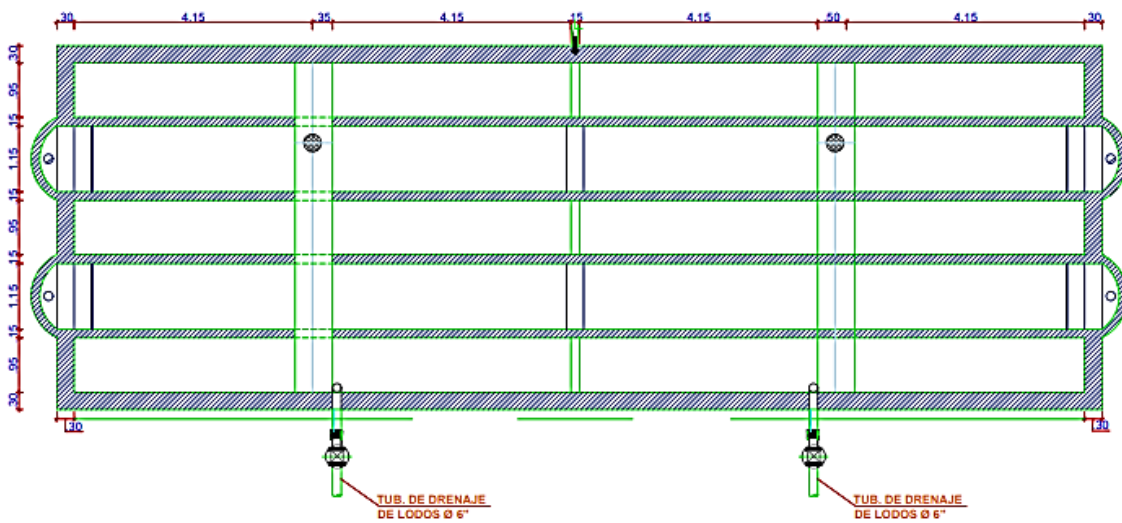 .30 4.15 .35 4.15 .15 4.15 .50 4.15 .30
.30
.95
.15
1.15
.15
.95
.15
1.15
.15
.95
.30
.30 .30
TUB. DE DRENAJE
DE LODOS Ø 6"
TUB. DE DRENAJE
DE LODOS Ø 6"